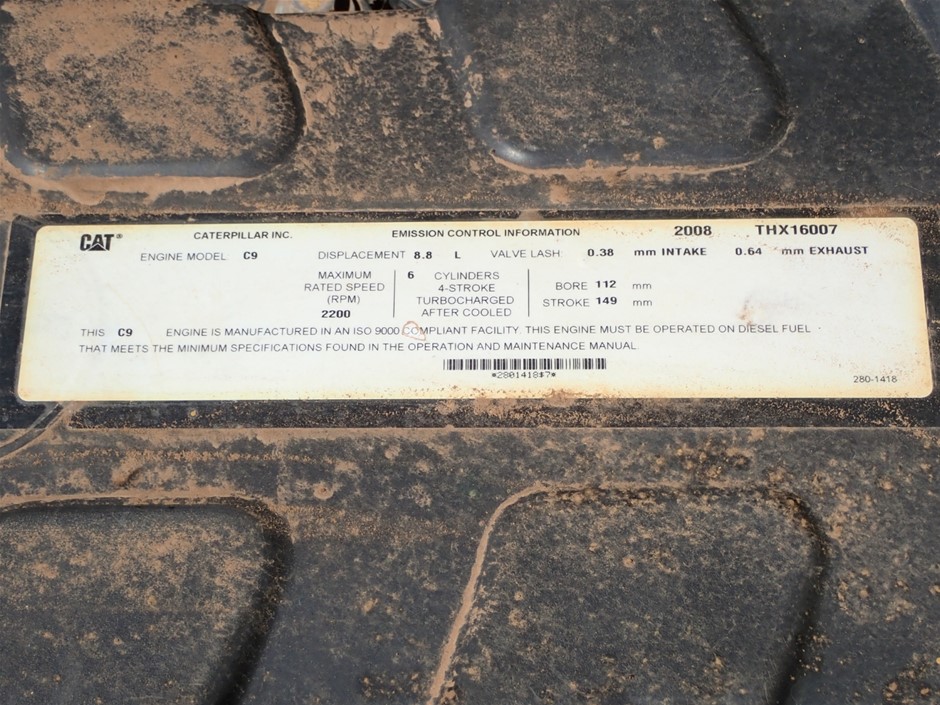 CAT® CATERPILLAR INC. EMISSION CONTROL INFORMATION 2008 THX16007
ENGINE MODEL C9 DISPLACEMENT 8.8 L VALVE LASH: 0.38 mm INTAKE 0.64 mm EXHAUST
MAXIMUM
RATED SPEED
(RPM)
2200
6 CYLINDERS
4-STROKE
TURBOCHARGED
AFTER COOLED
BORE 112 mm
STROKE 149 mm
THIS C9 ENGINE IS MANUFACTURED IN AN ISO 9000 COMPLIANT FACILITY. THIS ENGINE MUST BE OPERATED ON DIESEL FUEL
THAT MEETS THE MINIMUM SPECIFICATIONS FOUND IN THE OPERATION AND MAINTENANCE MANUAL.
*2801418$7*
280-1418